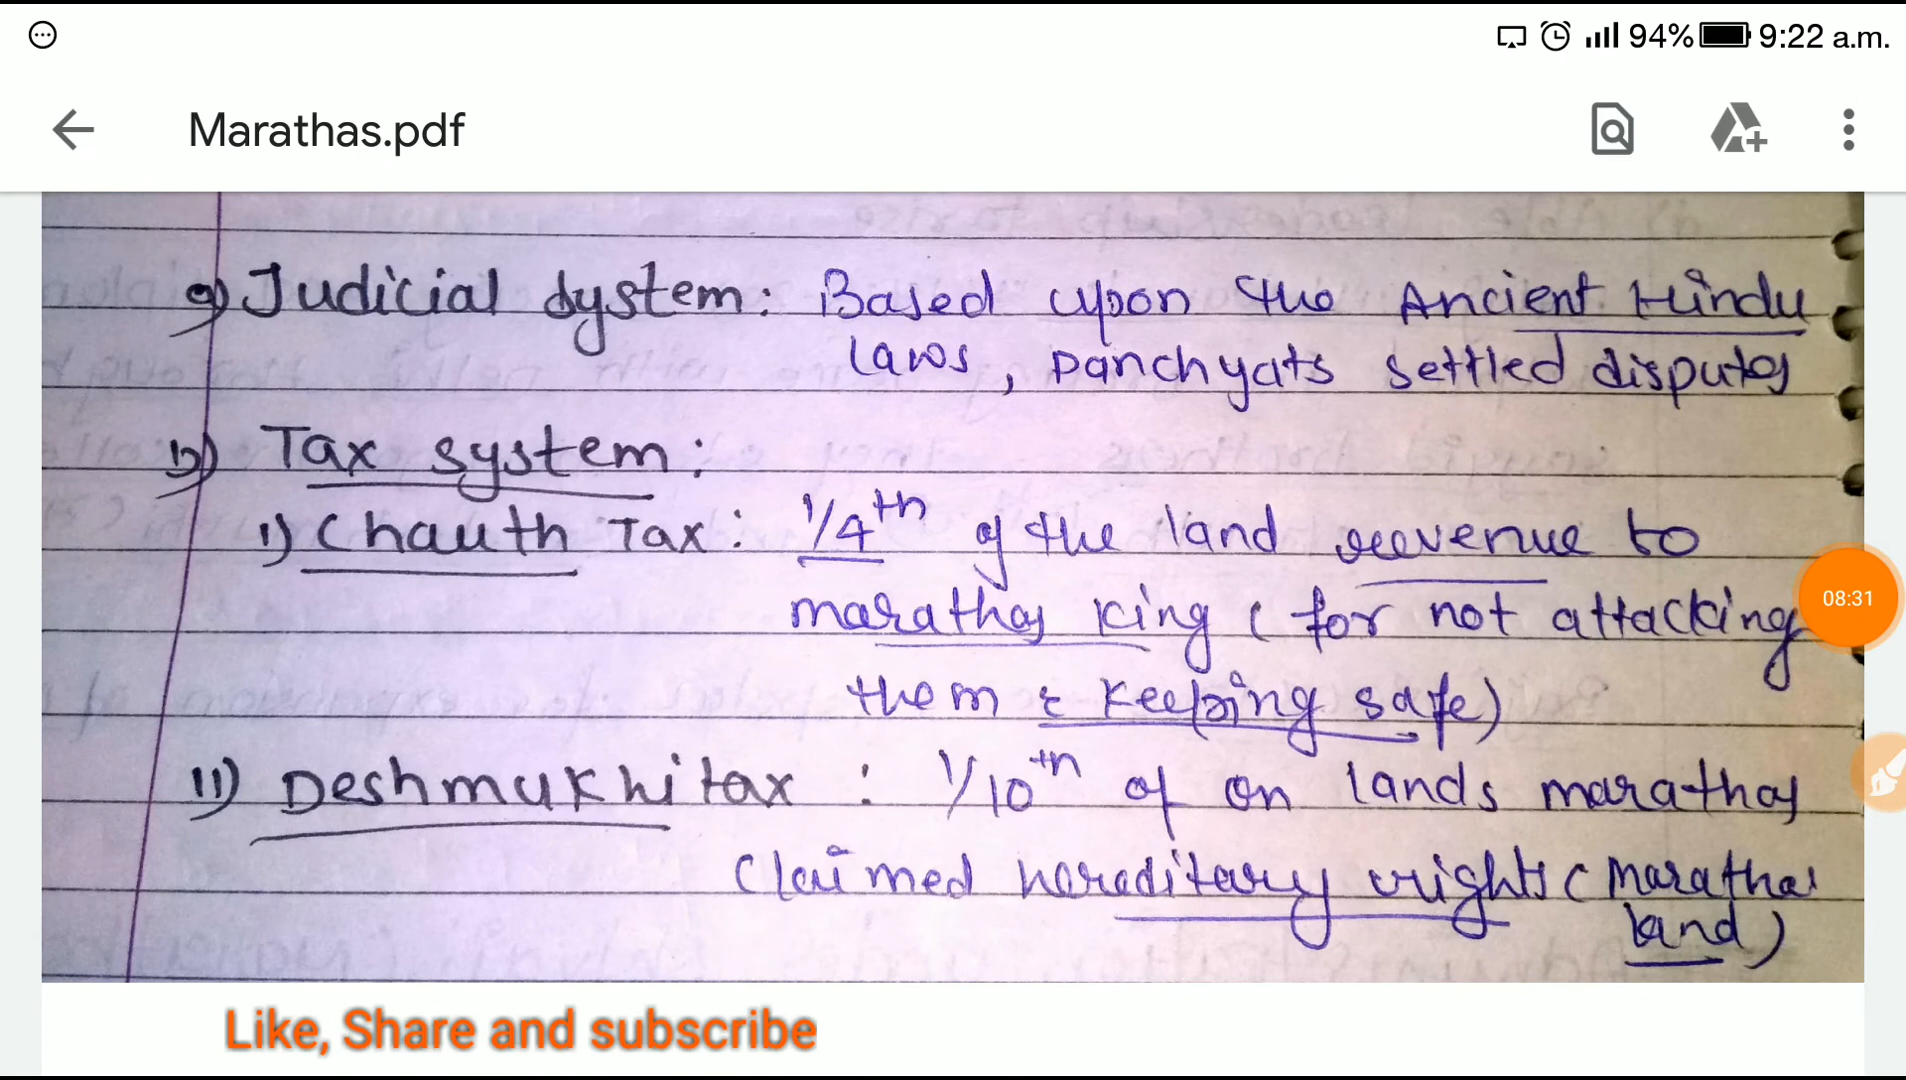 94% 9:22 a.m.
Marathas.pdf
g) Judicial System: Based upon the Ancient Hindu
laws, Panchyats settled disputes
h) Tax system:
i) Chauth Tax: 1/4th of the land revenue to
marathas king (for not attacking
them & keeping safe)
ii) Deshmukhi tax : 1/10th of on lands marathas
claimed hereditary rights (Marathas
land)
08:31
Like, Share and subscribe